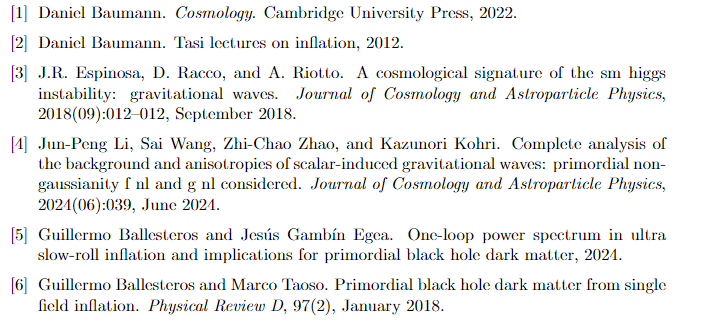 [1] Daniel Baumann. Cosmology. Cambridge University Press, 2022.
[2] Daniel Baumann. Tasi lectures on inflation, 2012.
[3] J.R. Espinosa, D. Racco, and A. Riotto. A cosmological signature of the sm higgs
instability: gravitational waves. Journal of Cosmology and Astroparticle Physics,
2018(09):012–012, September 2018.
[4] Jun-Peng Li, Sai Wang, Zhi-Chao Zhao, and Kazunori Kohri. Complete analysis of
the background and anisotropies of scalar-induced gravitational waves: primordial non-
gaussianity f nl and g nl considered. Journal of Cosmology and Astroparticle Physics,
2024(06):039, June 2024.
[5] Guillermo Ballesteros and Jesús Gambín Egea. One-loop power spectrum in ultra
slow-roll inflation and implications for primordial black hole dark matter, 2024.
[6] Guillermo Ballesteros and Marco Taoso. Primordial black hole dark matter from single
field inflation. Physical Review D, 97(2), January 2018.